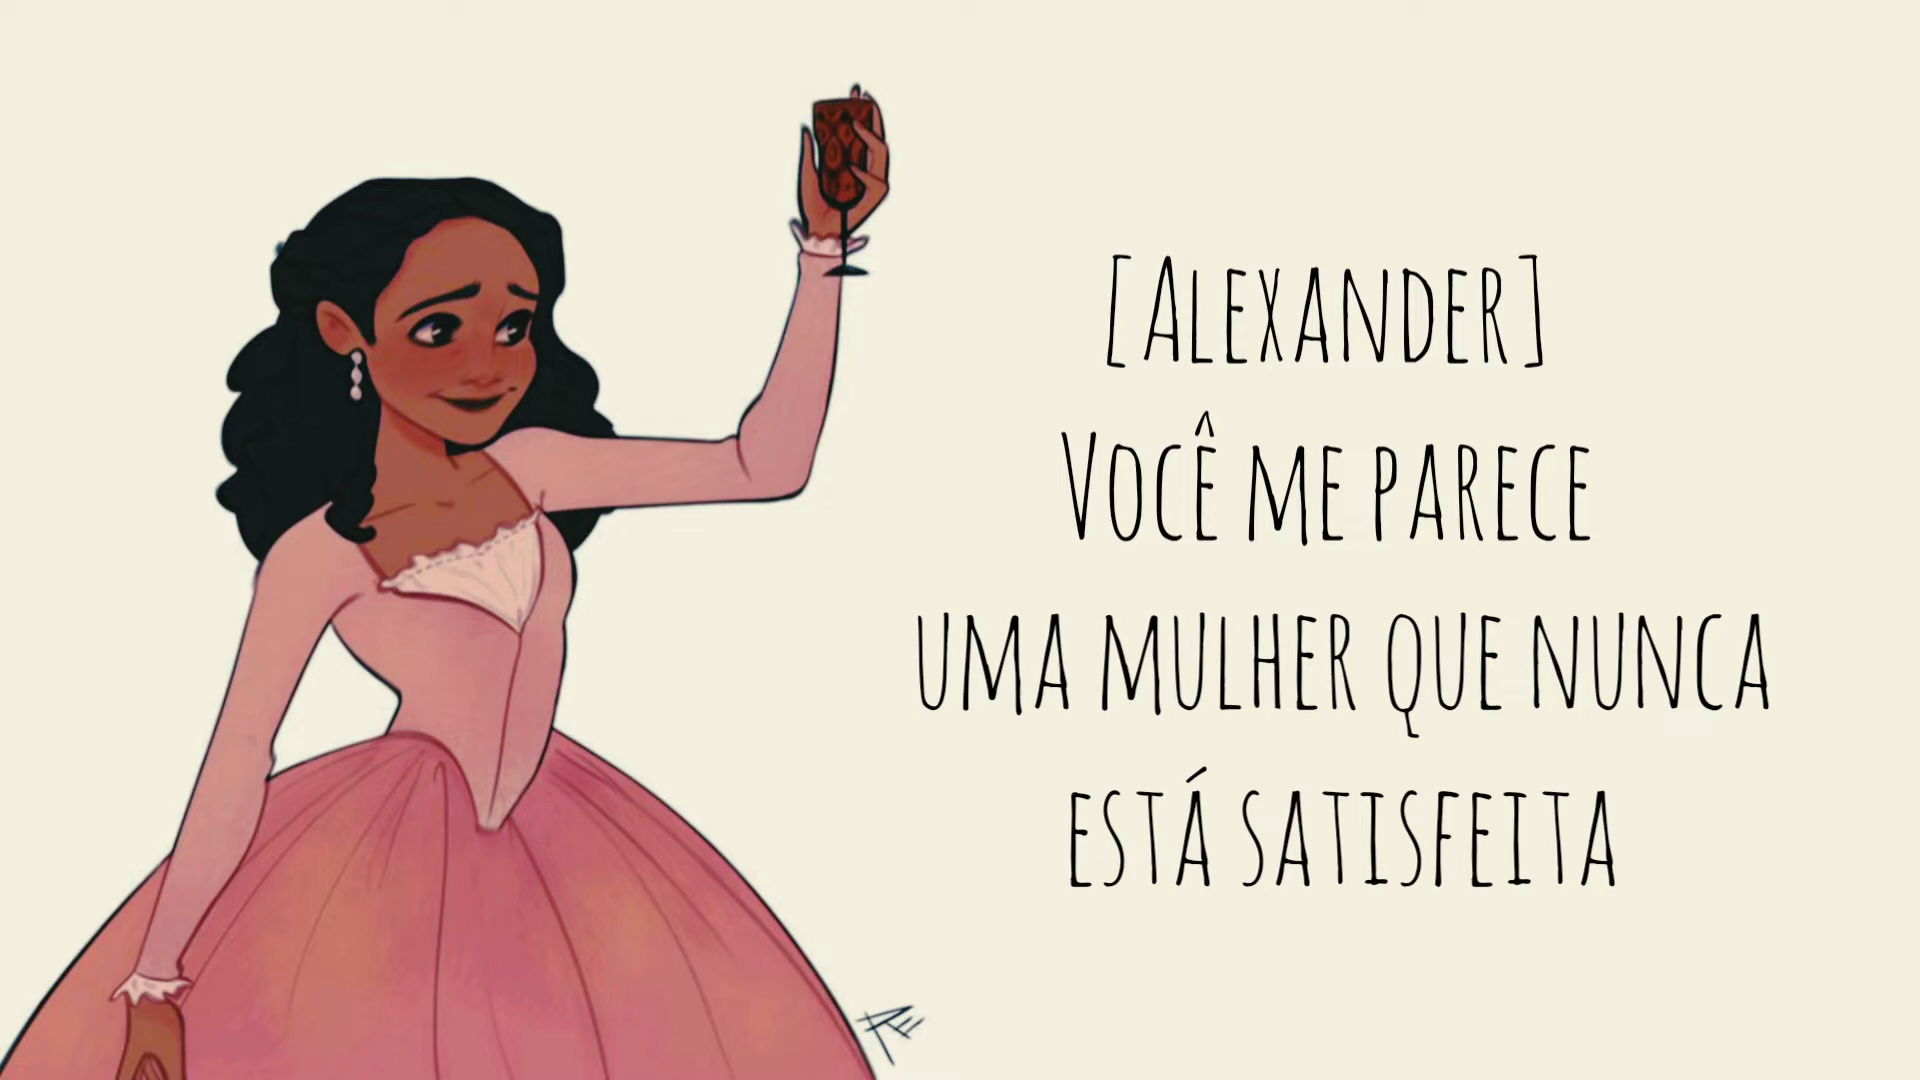 [Alexander]
Você me parece
uma mulher que nunca
está satisfeita